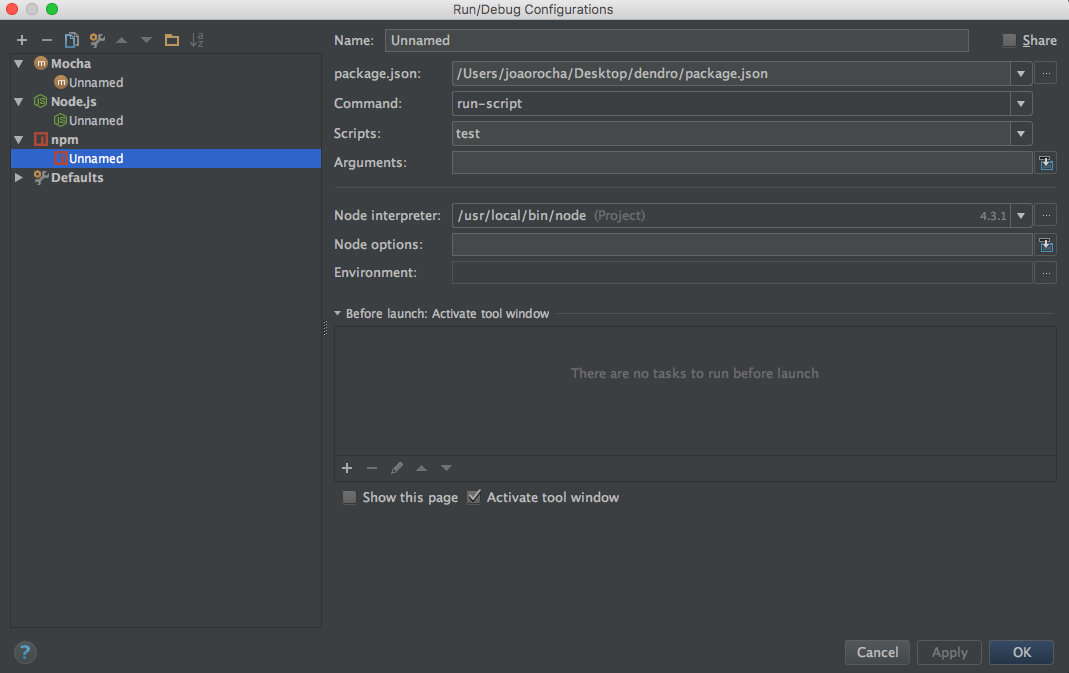 Run/Debug Configurations
Name: Unnamed Share
Mocha
Unnamed
Node.js
Unnamed
npm
Unnamed
Defaults
package.json: /Users/joaorocha/Desktop/dendro/package.json ...
Command: run-script
Scripts: test
Arguments:
Node interpreter: /usr/local/bin/node (Project) 4.3.1 ...
Node options:
Environment: ...
Before launch: Activate tool window
There are no tasks to run before launch
Show this page Activate tool window
? Cancel Apply OK